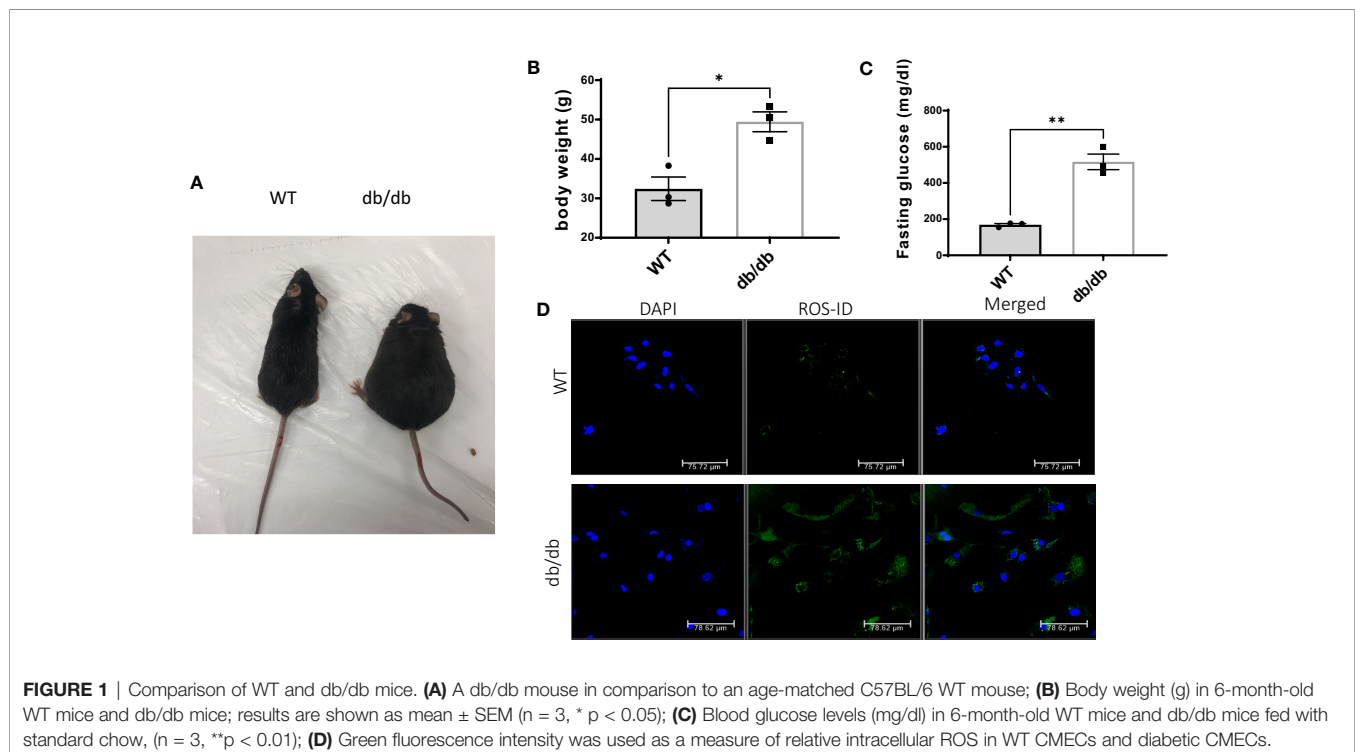 A
WT db/db
B
body weight (g)
60
50
40
30
20
*
WT
db/db
C
Fasting glucose (mg/dl)
800
600
400
200
0
**
WT
db/db
D
DAPI ROS-ID Merged
WT
75.72 µm 75.72 µm 75.72 µm
db/db
78.62 µm 78.62 µm 78.62 µm
FIGURE 1 | Comparison of WT and db/db mice. (A) A db/db mouse in comparison to an age-matched C57BL/6 WT mouse; (B) Body weight (g) in 6-month-old
WT mice and db/db mice; results are shown as mean ± SEM (n = 3, * p < 0.05); (C) Blood glucose levels (mg/dl) in 6-month-old WT mice and db/db mice fed with
standard chow, (n = 3, **p < 0.01); (D) Green fluorescence intensity was used as a measure of relative intracellular ROS in WT CMECs and diabetic CMECs.